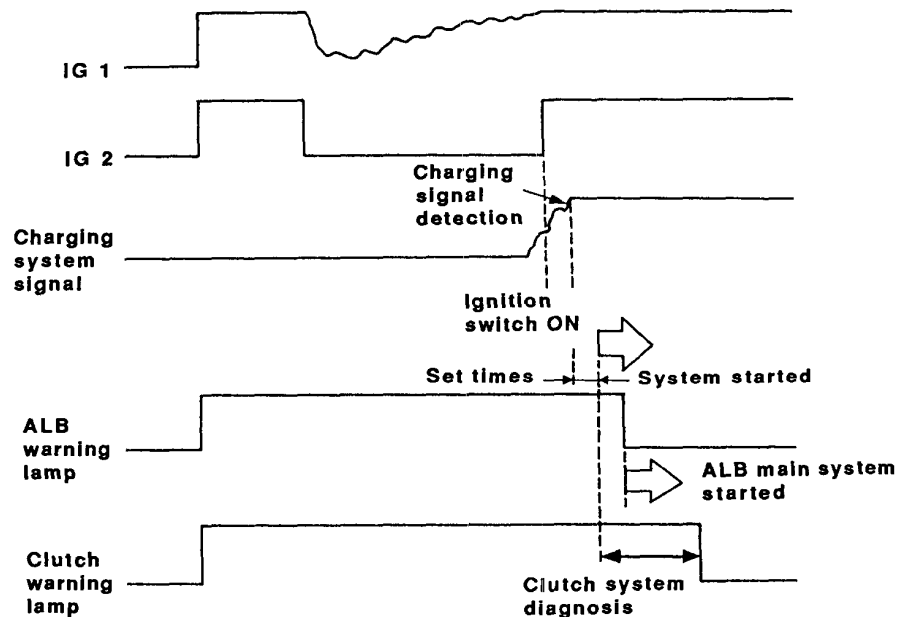 IG 1
IG 2
Charging
signal
detection
Charging
system
signal
Ignition
switch ON
Set times
System started
ALB
warning
lamp
ALB main system
started
Clutch
warning
lamp
Clutch system
diagnosis